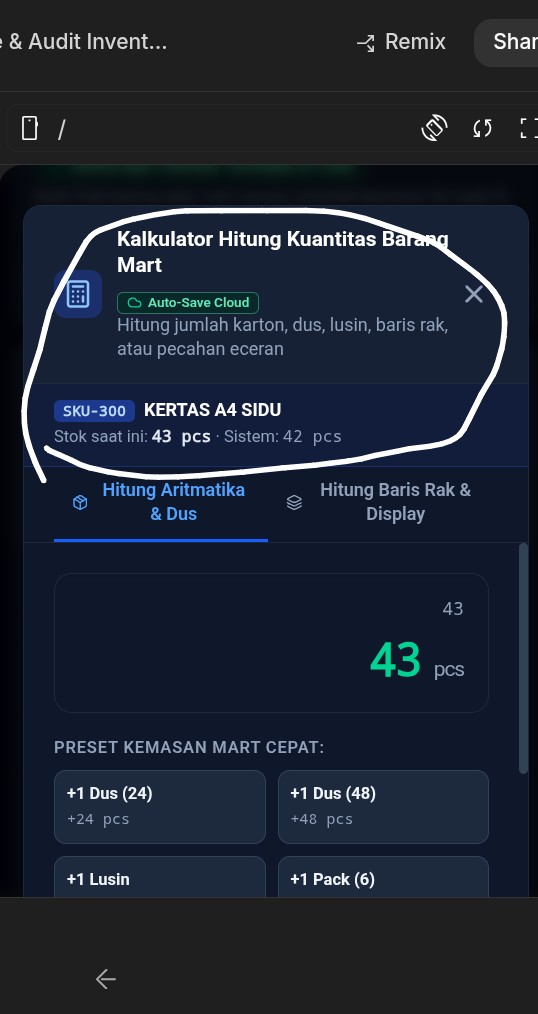 e & Audit Invent...
Remix
Shar
/
Kalkulator Hitung Kuantitas Barang
Mart
Auto-Save Cloud
Hitung jumlah karton, dus, lusin, baris rak,
atau pecahan eceran
SKU-300 KERTAS A4 SIDU
Stok saat ini: 43 pcs · Sistem: 42 pcs
Hitung Aritmatika
& Dus
Hitung Baris Rak &
Display
43
43 pcs
PRESET KEMASAN MART CEPAT:
+1 Dus (24)
+24 pcs
+1 Dus (48)
+48 pcs
+1 Lusin
+1 Pack (6)